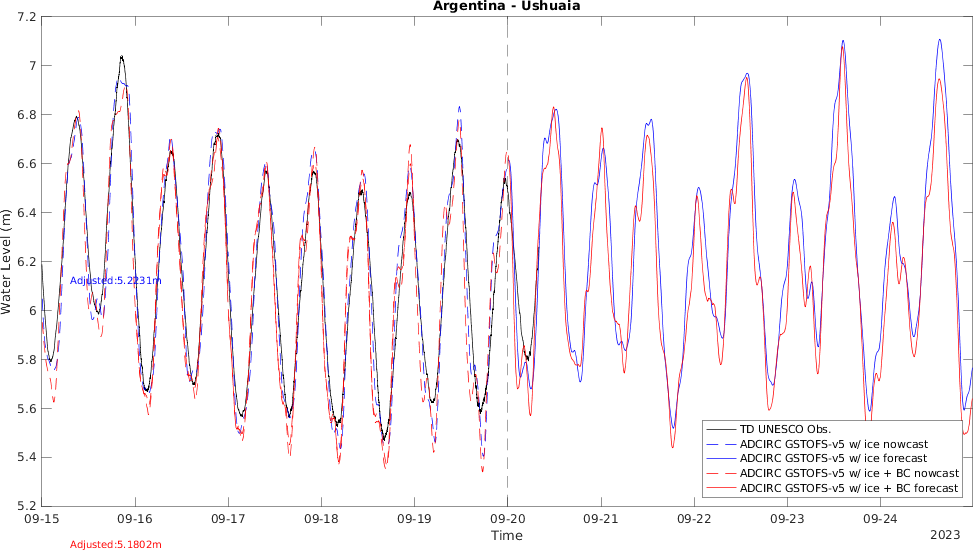 Argentina - Ushuaia
7.2
7
6.8
6.6
6.4
6.2
6
5.8
5.6
5.4
5.2
Water Level (m)
Adjusted:5.2231m
TD UNESCO Obs.
ADCIRC GSTOFS-v5 w/ ice nowcast
ADCIRC GSTOFS-v5 w/ ice forecast
ADCIRC GSTOFS-v5 w/ ice + BC nowcast
ADCIRC GSTOFS-v5 w/ ice + BC forecast
09-15 09-16 09-17 09-18 09-19 09-20 09-21 09-22 09-23 09-24
Time
2023
Adjusted:5.1802m